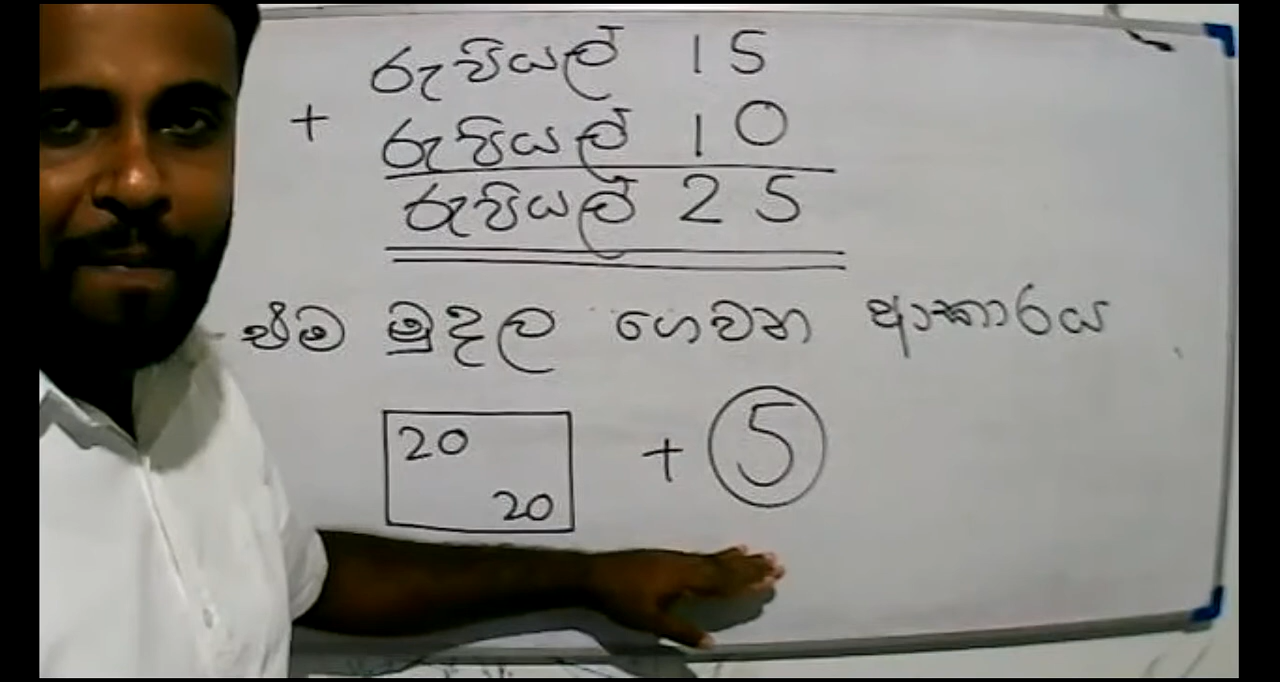 රුපියල් 15
+ රුපියල් 10
රුපියල් 25
එම මුදල ගෙවන ආකාරය
20 20 + 5